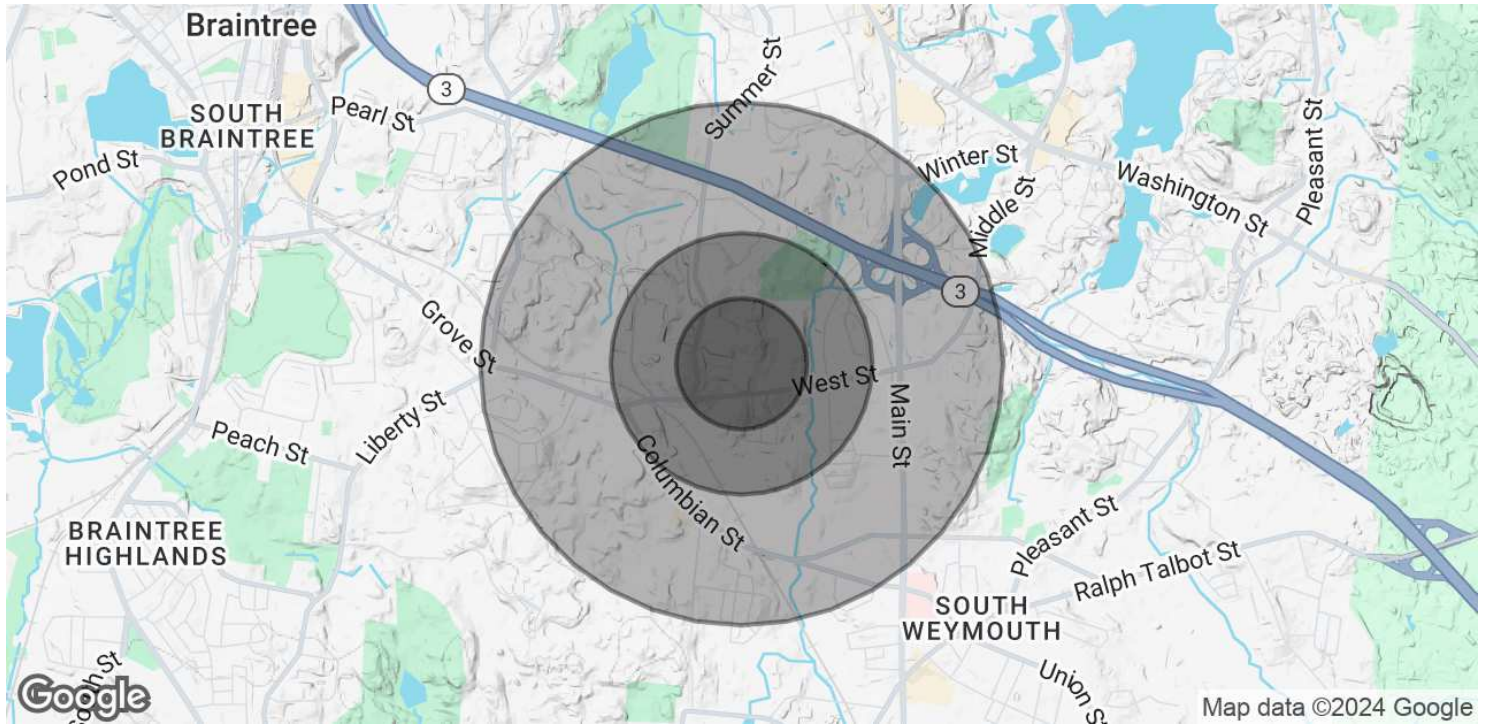 Braintree
3
SOUTH
BRAINTREE
Pearl St
Summer St
Pond St
Winter St
Middle St
Washington St
Pleasant St
3
Grove St
West St
Main St
Liberty St
Peach St
Columbian St
BRAINTREE
HIGHLANDS
Pleasant St
Ralph Talbot St
SOUTH
WEYMOUTH
Union S
South St
Google
Map data ©2024 Google